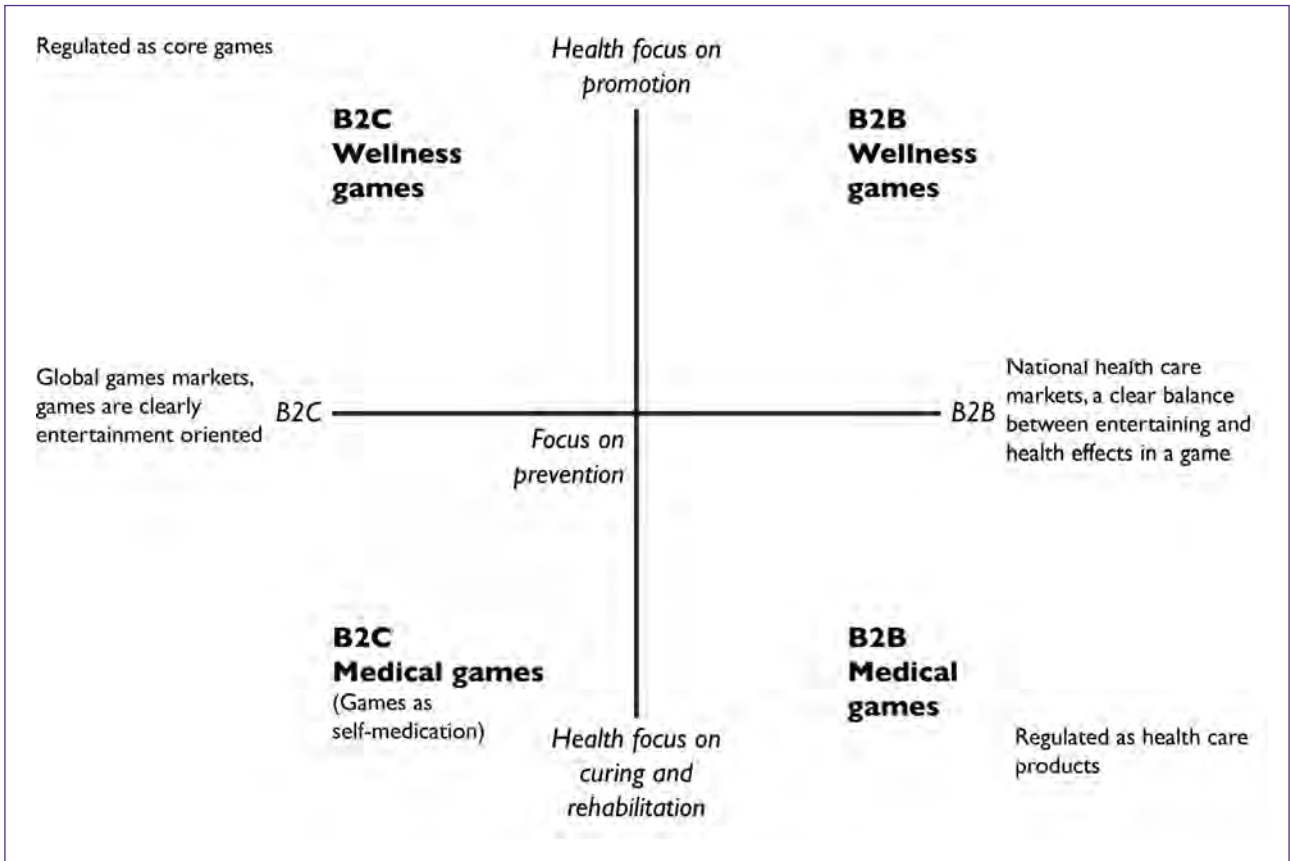 Regulated as core games
Health focus on
promotion
B2C
Wellness
games
B2B
Wellness
games
Global games markets,
games are clearly
entertainment oriented
B2C
Focus on
prevention
B2B
National health care
markets, a clear balance
between entertaining and
health effects in a game
B2C
Medical games
(Games as
self-medication)
B2B
Medical
games
Health focus on
curing and
rehabilitation
Regulated as health care
products